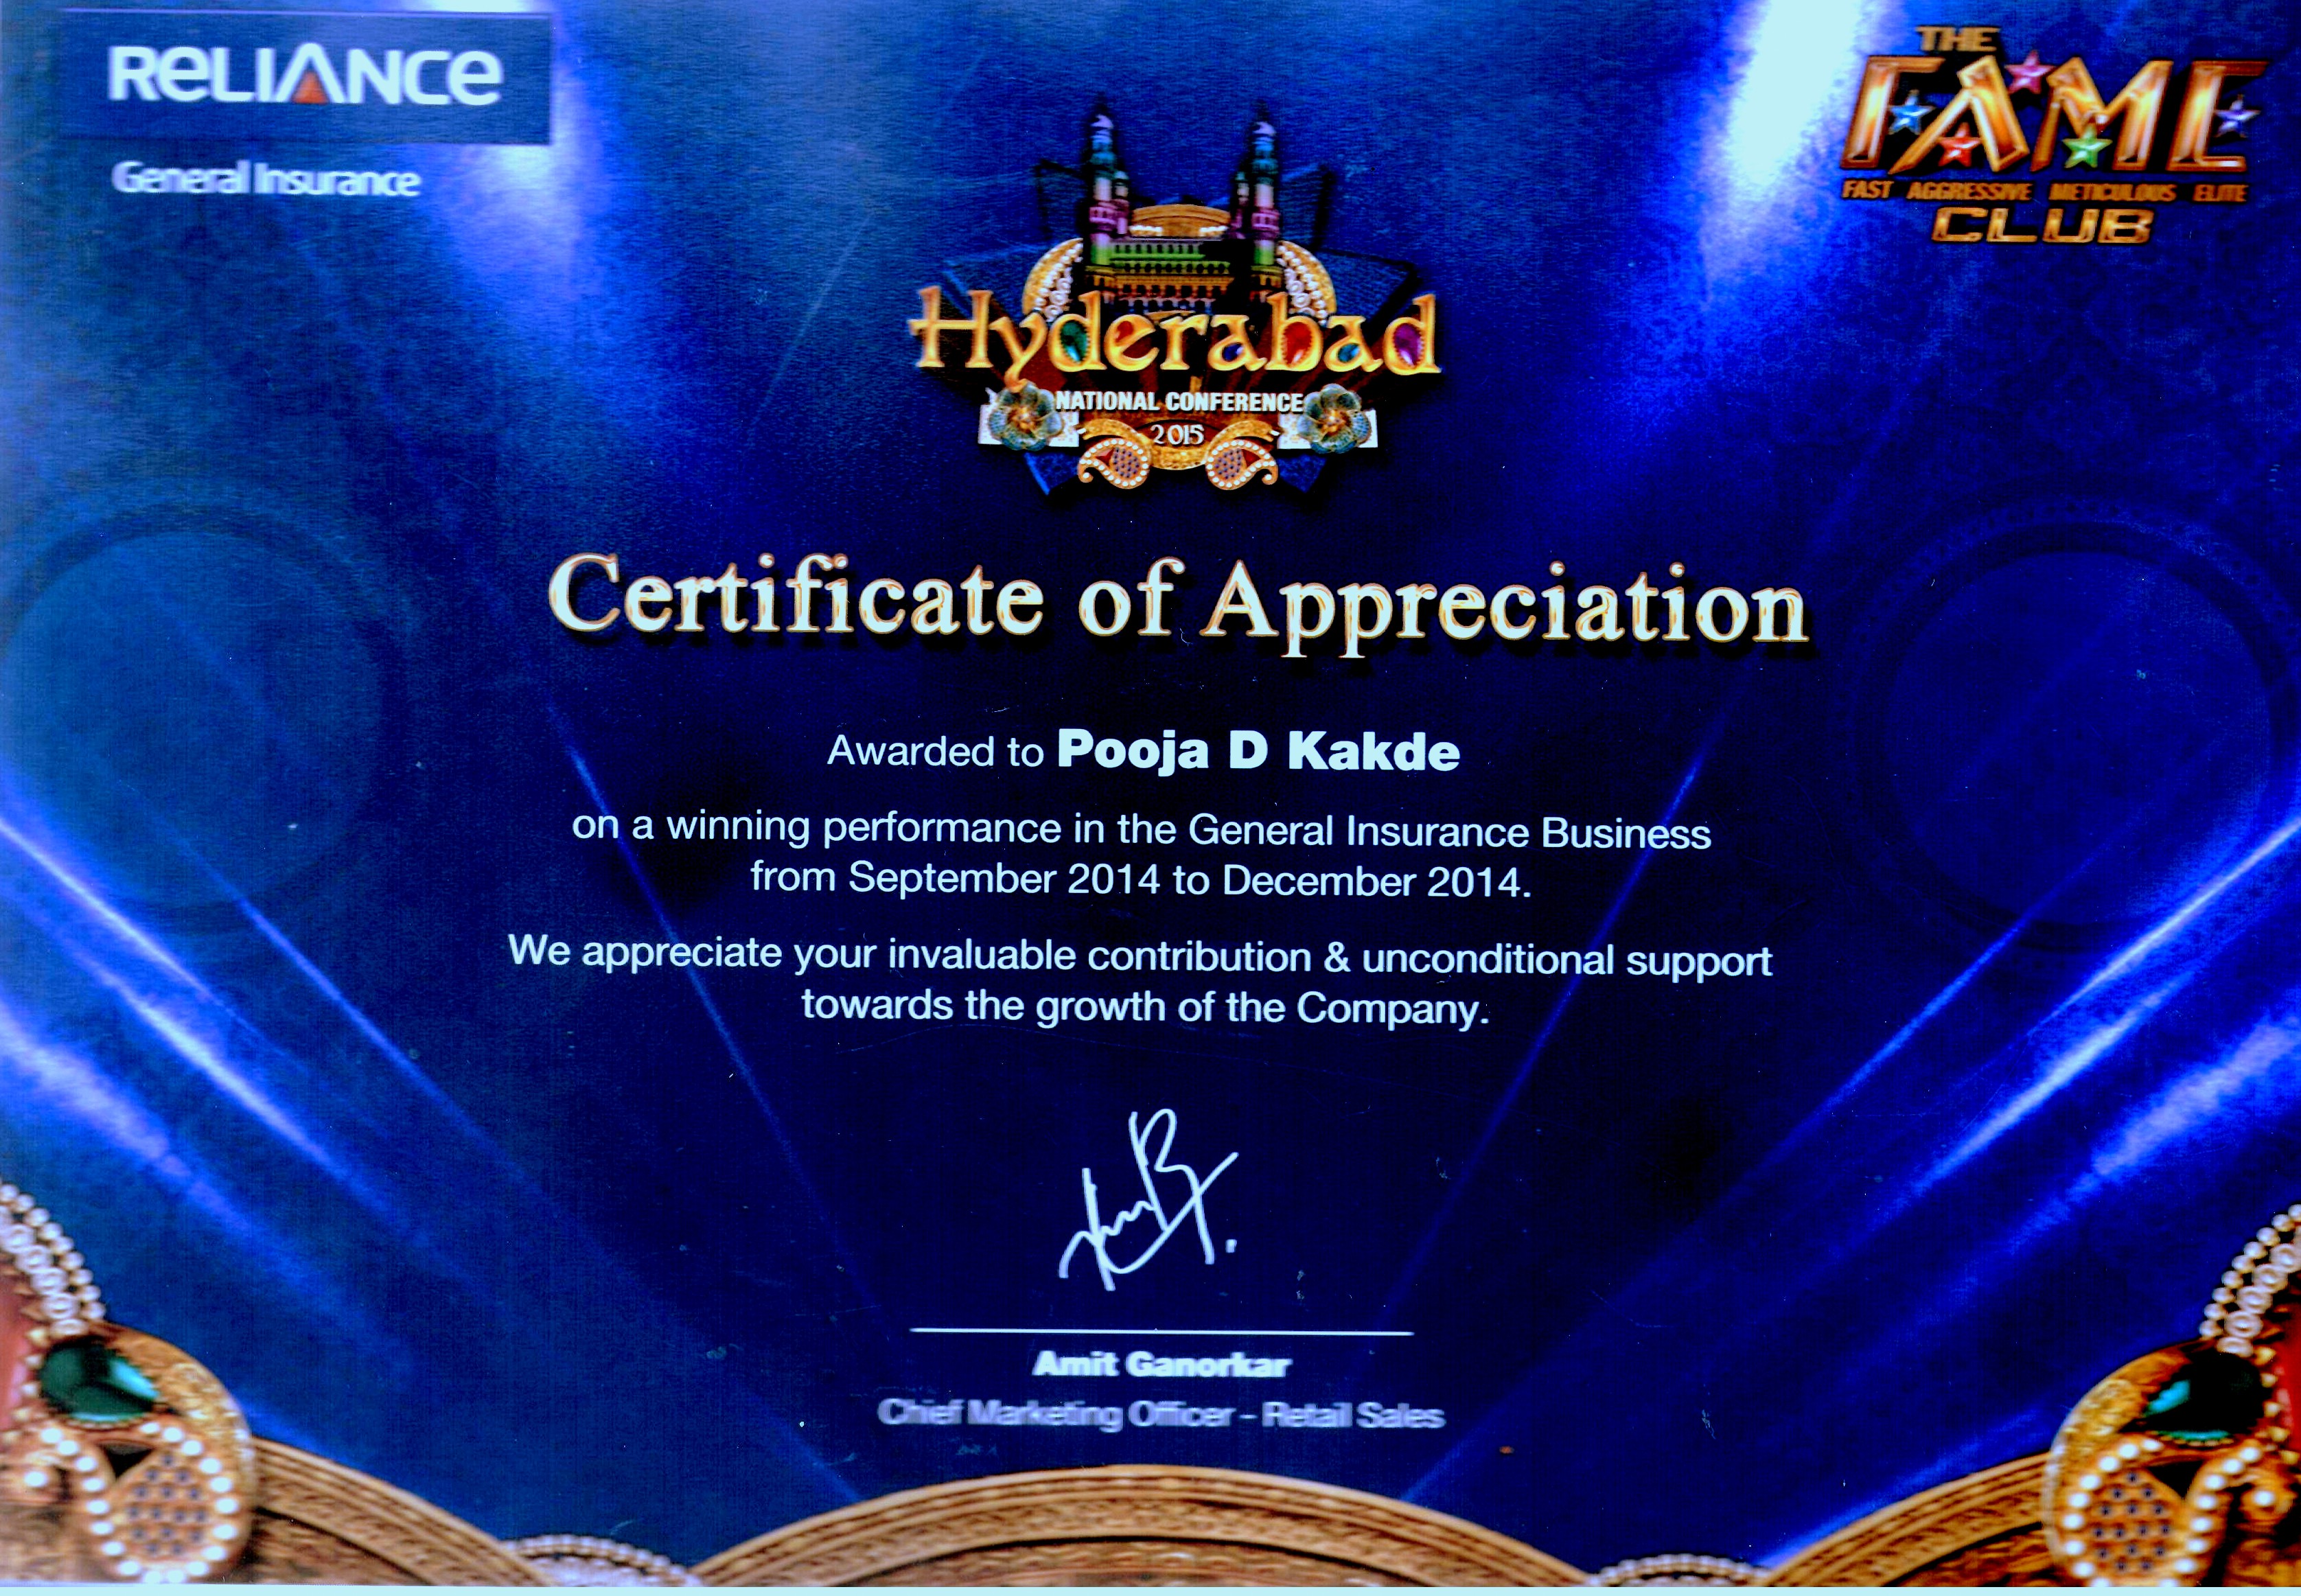 RELIANCE
General Insurance
THE
FAME
FAST AGGRESSIVE METICULOUS ELITE
CLUB
Hyderabad
NATIONAL CONFERENCE
2015
Certificate of Appreciation
Awarded to Pooja D Kakde
on a winning performance in the General Insurance Business
from September 2014 to December 2014.
We appreciate your invaluable contribution & unconditional support
towards the growth of the Company.
Amit Ganorkar
Chief Marketing Officer - Retail Sales